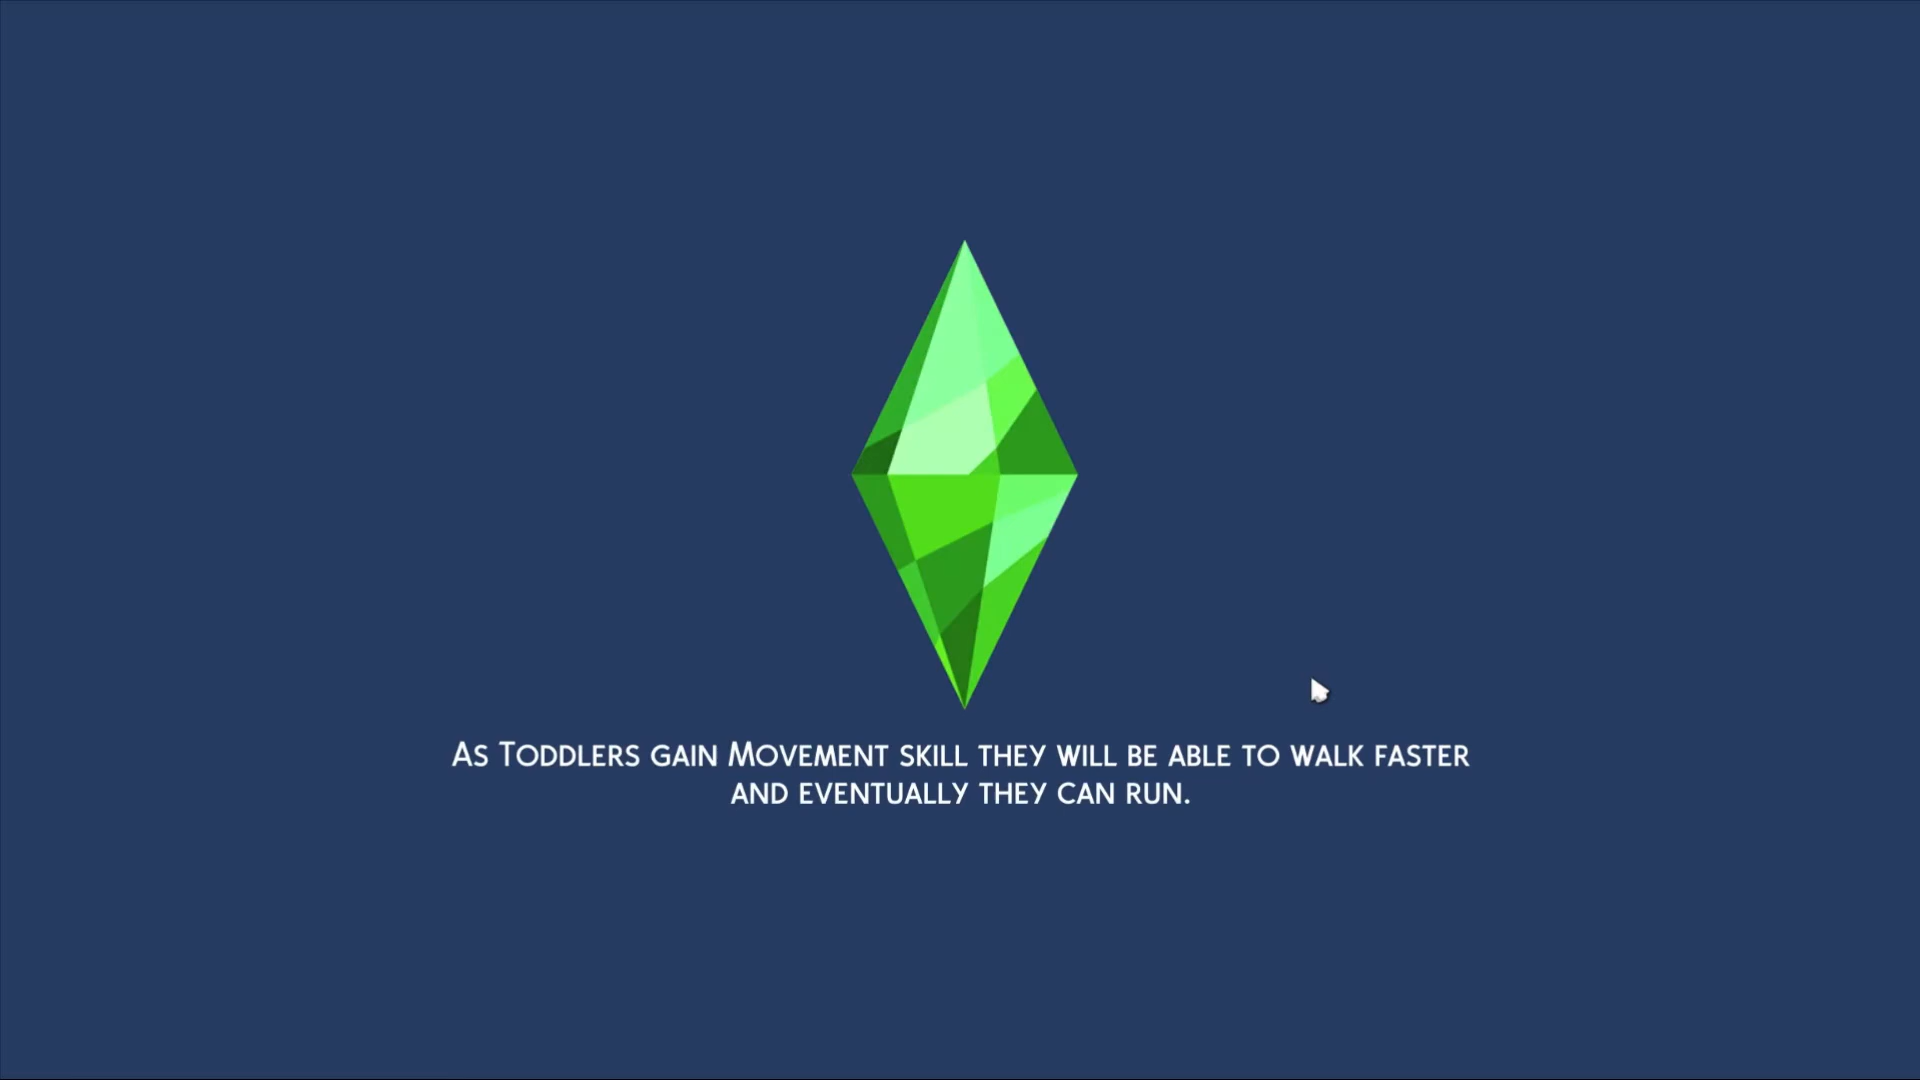 As Toddlers gain Movement skill they will be able to walk faster
and eventually they can run.